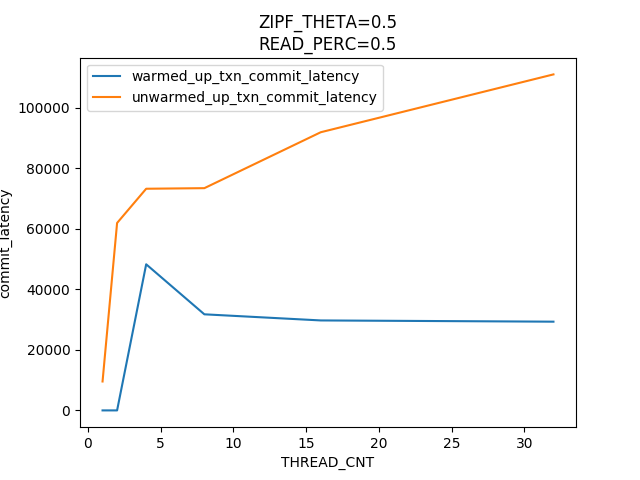 ZIPF_THETA=0.5
READ_PERC=0.5
warmed_up_txn_commit_latency
unwarmed_up_txn_commit_latency
commit_latency
100000
80000
60000
40000
20000
0
0 5 10 15 20 25 30
THREAD_CNT